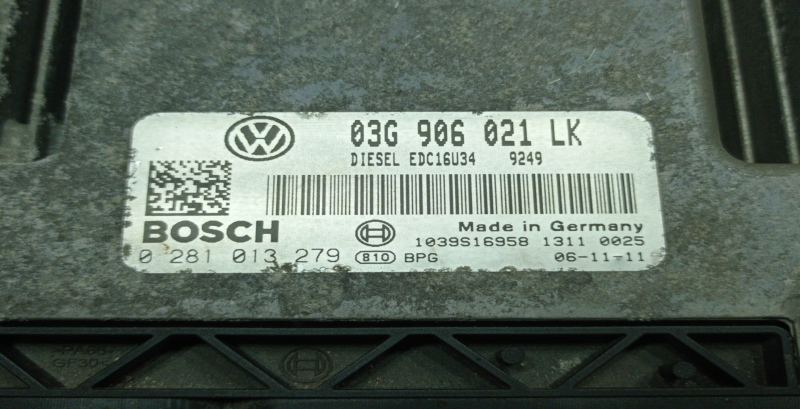 03G 906 021 LK
DIESEL EDC16U34 9249
BOSCH
Made in Germany
1039S16958 1311 0025
0 281 013 279 810 BPG 06-11-11